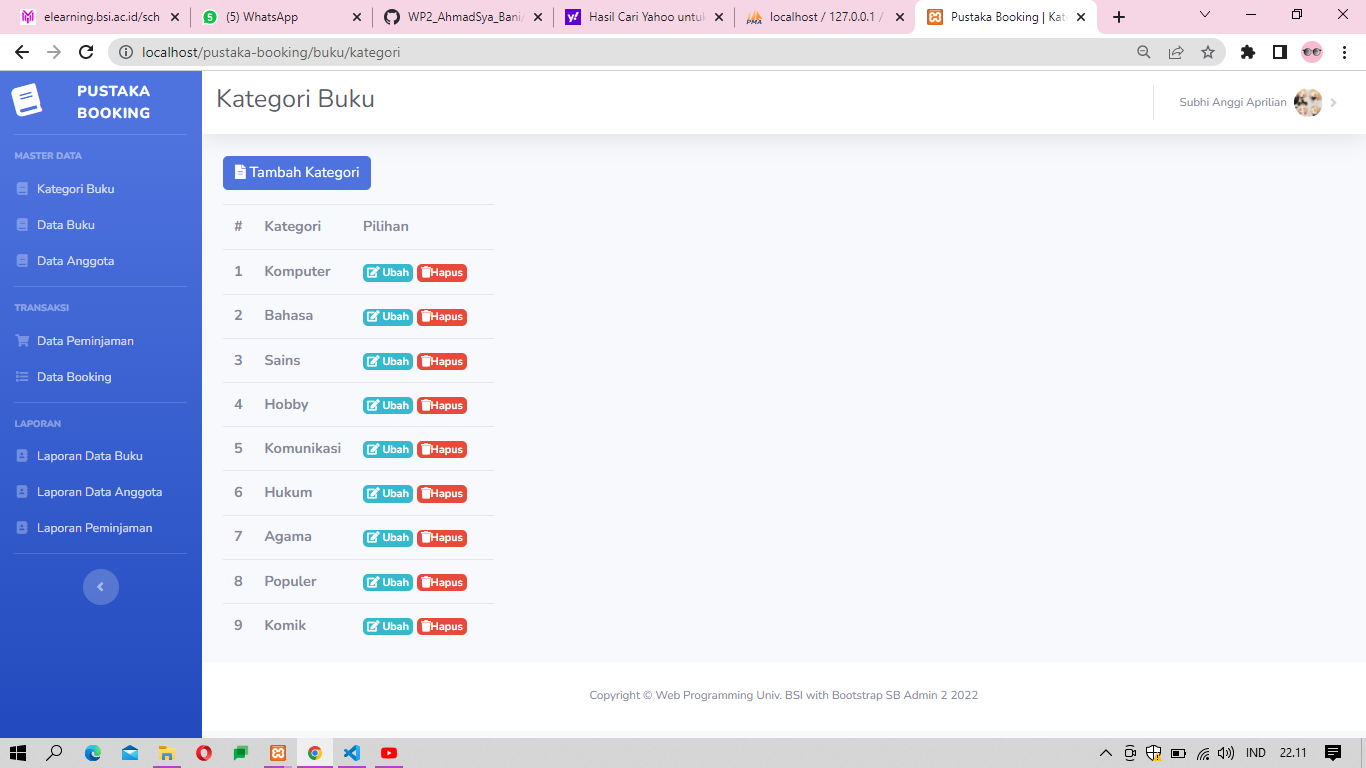 elearning.bsi.ac.id/sch
(5) WhatsApp
WP2_AhmadSya_Bani/
Hasil Cari Yahoo untuk
localhost / 127.0.0.1 /
Pustaka Booking | Kat
localhost/pustaka-booking/buku/kategori
PUSTAKA
BOOKING
Kategori Buku
Subhi Anggi Aprilian
MASTER DATA
Kategori Buku
Data Buku
Data Anggota
TRANSAKSI
Data Peminjaman
Data Booking
LAPORAN
Laporan Data Buku
Laporan Data Anggota
Laporan Peminjaman
Tambah Kategori
# Kategori Pilihan
1 Komputer Ubah Hapus
2 Bahasa Ubah Hapus
3 Sains Ubah Hapus
4 Hobby Ubah Hapus
5 Komunikasi Ubah Hapus
6 Hukum Ubah Hapus
7 Agama Ubah Hapus
8 Populer Ubah Hapus
9 Komik Ubah Hapus
Copyright © Web Programming Univ. BSI with Bootstrap SB Admin 2 2022
IND 22.11